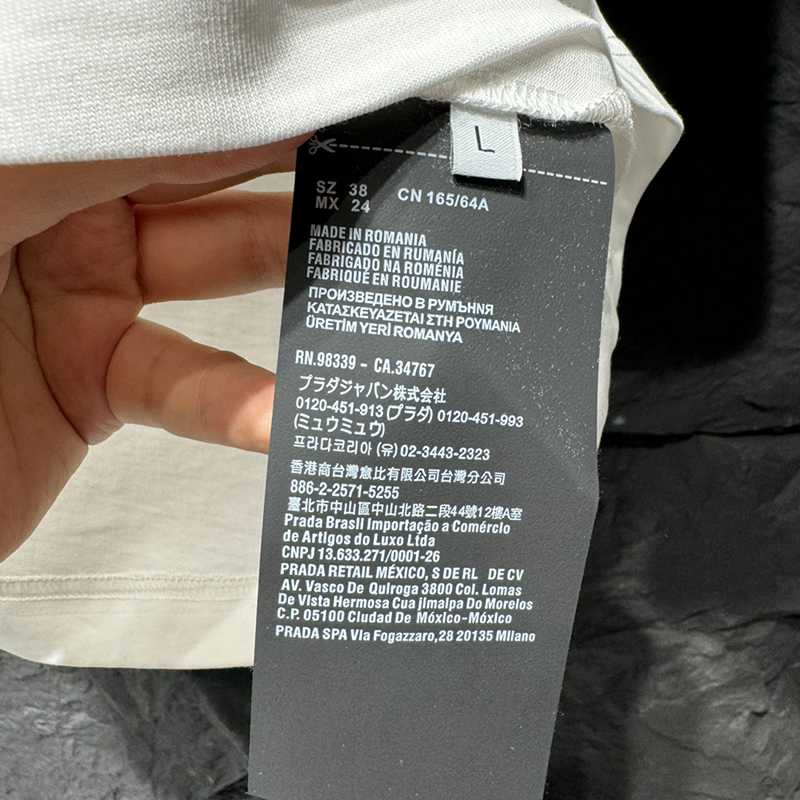 L
SZ 38 CN 165/64A
MX 24
MADE IN ROMANIA
FABRICADO EN RUMANÍA
FABRIGADO NA ROMÉNIA
FABRIQUÉ EN ROUMANIE
ПРОИЗВЕДЕНО В РУМЪНИЯ
ΚΑΤΑΣΚΕΥΑΖΕΤΑΙ ΣΤΗ ΡΟΥΜΑΝΙΑ
ÜRETİM YERİ ROMANYA
RN.98339 - CA.34767
プラダジャパン株式会社
0120-451-913 (プラダ) 0120-451-993
(ミュウミュウ)
프라다코리아 (유) 02-3443-2323
香港商台灣意比有限公司台灣分公司
886-2-2571-5255
臺北市中山區中山北路二段44號12樓A室
Prada Brasil Importação a Comércio
de Artigos do Luxo Ltda
CNPJ 13.633.271/0001-26
PRADA RETAIL MÉXICO, S DE RL DE CV
AV. Vasco De Quiroga 3800 Col. Lomas
De Vista Hermosa Cua jimalpa Do Morelos
C.P. 05100 Ciudad De México-México
PRADA SPA Via Fogazzaro,28 20135 Milano